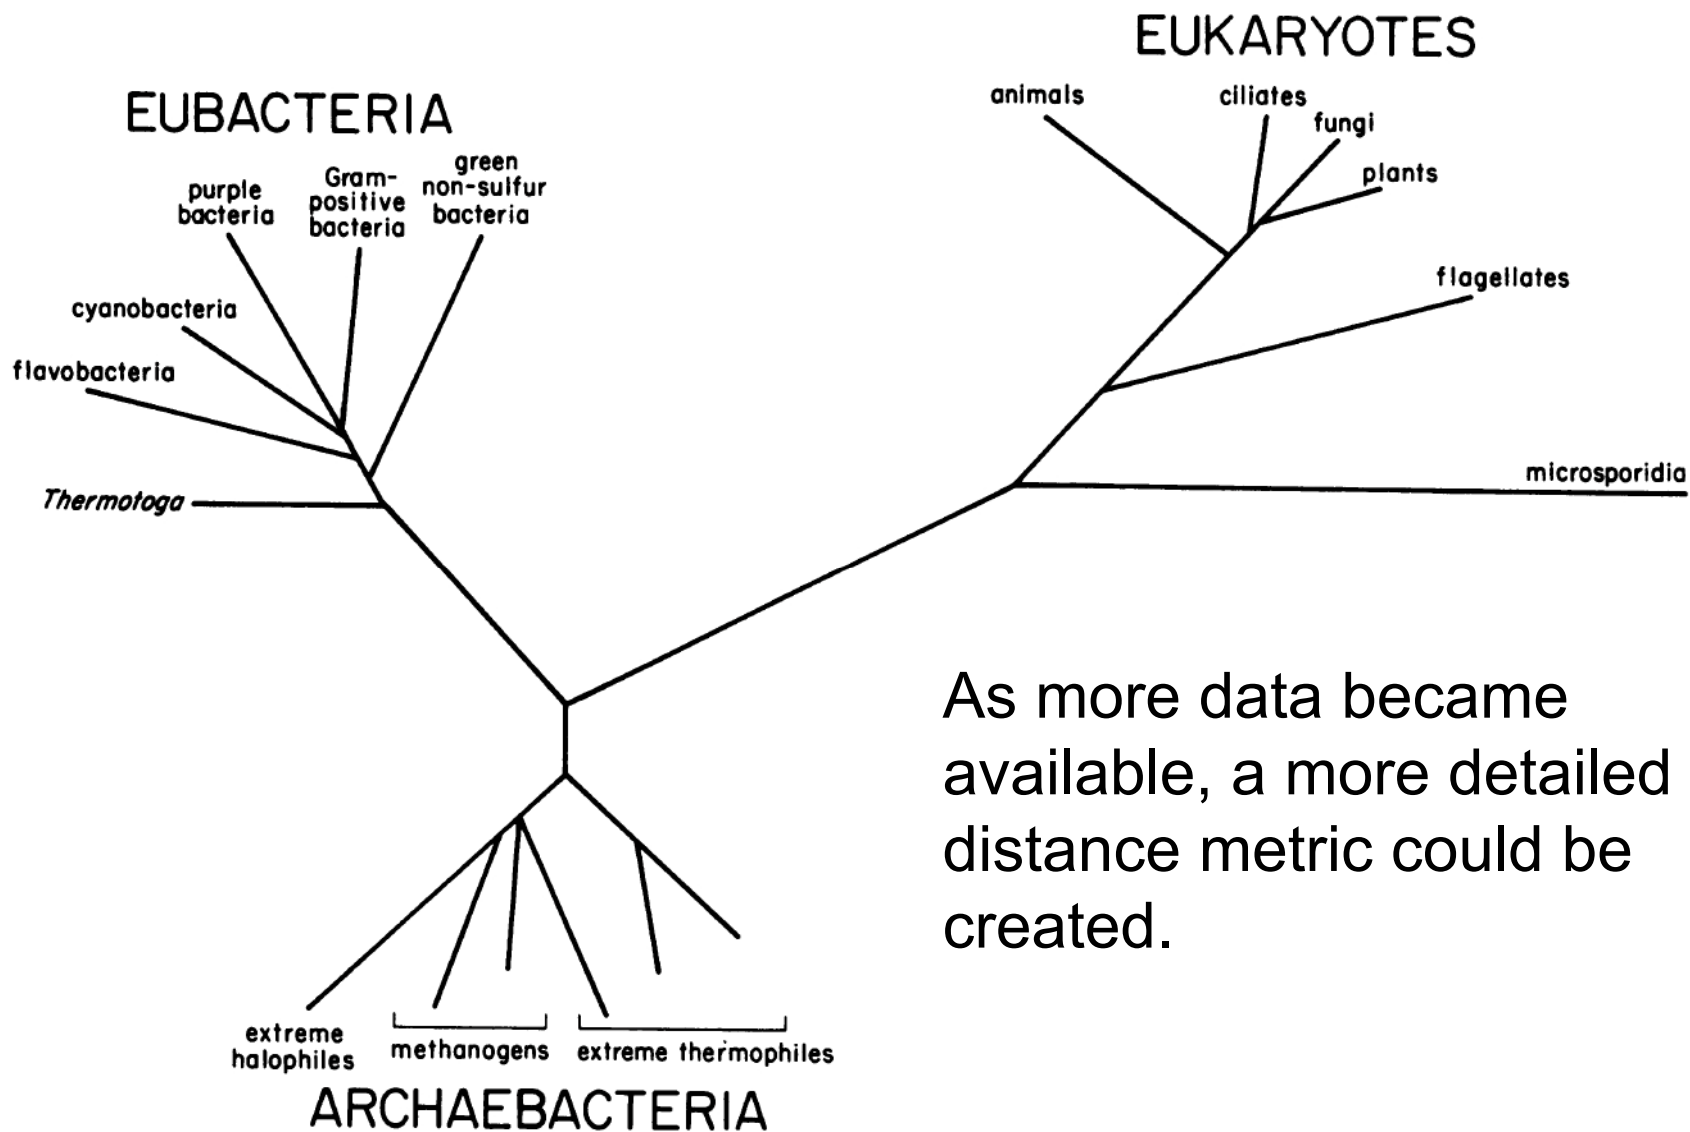 EUKARYOTES
animals
ciliates
fungi
plants
flagellates
microsporidia
EUBACTERIA
green
non-sulfur
bacteria
Gram-
positive
bacteria
purple
bacteria
cyanobacteria
flavobacteria
Thermotoga
As more data became
available, a more detailed
distance metric could be
created.
extreme
halophiles
methanogens
extreme thermophiles
ARCHAEBACTERIA